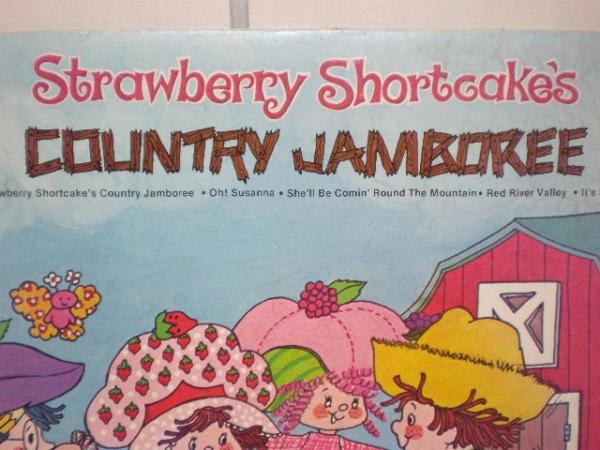 Strawberry Shortcake's
COUNTRY JAMBOREE
Shortcake's Country Jamboree • Oh! Susanna • She'll Be Comin' Round The Mountain • Red River Valley • It's